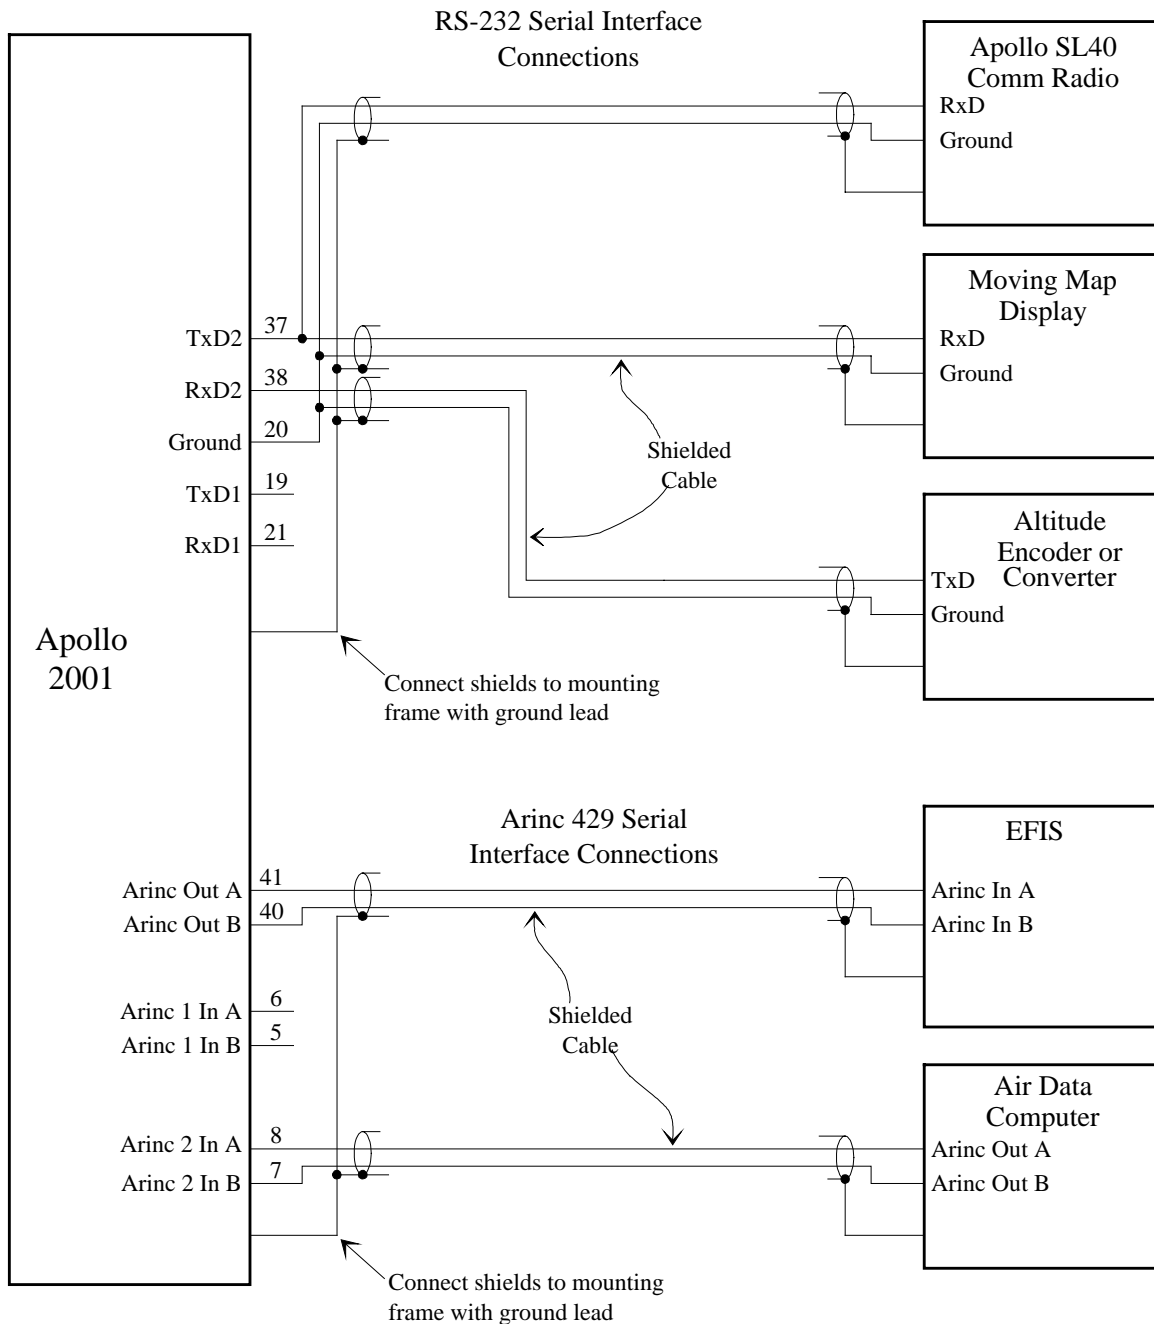 RS-232 Serial Interface
Connections
Apollo SL40
Comm Radio
RxD
Ground
Moving Map
Display
RxD
Ground
TxD2
37
RxD2
38
Ground
20
TxD1
19
RxD1
21
Shielded
Cable
Altitude
Encoder or
Converter
TxD
Ground
Apollo
2001
Connect shields to mounting
frame with ground lead
Arinc 429 Serial
Interface Connections
EFIS
Arinc In A
Arinc In B
Arinc Out A
41
Arinc Out B
40
Arinc 1 In A
6
Arinc 1 In B
5
Shielded
Cable
Air Data
Computer
Arinc Out A
Arinc Out B
Arinc 2 In A
8
Arinc 2 In B
7
Connect shields to mounting
frame with ground lead